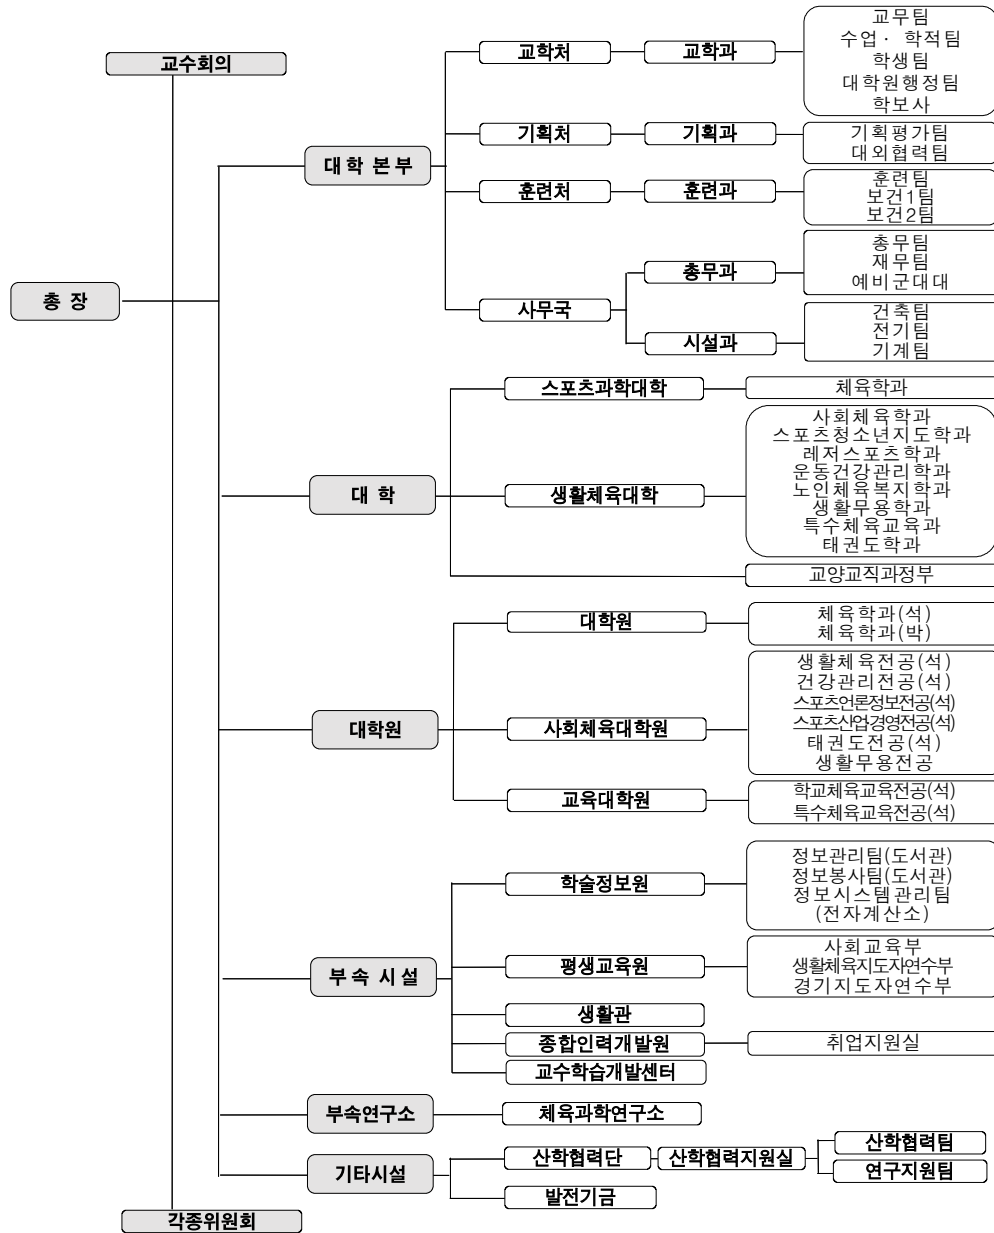 교수회의
총 장
각종위원회
대학 본부
교학처
교학과
교무팀
수업· 학적팀
학생팀
대학원행정팀
학보사
기획처
기획과
기획평가팀
대외협력팀
훈련처
훈련과
훈련팀
보건1팀
보건2팀
사무국
총무과
총무팀
재무팀
예비군대대
시설과
건축팀
전기팀
기계팀
대 학
스포츠과학대학
체육학과
생활체육대학
사회체육학과
스포츠청소년지도학과
레저스포츠학과
운동건강관리학과
노인체육복지학과
생활무용학과
특수체육교육과
태권도학과
교양교직과정부
대학원
대학원
체육학과(석)
체육학과(박)
사회체육대학원
생활체육전공(석)
건강관리전공(석)
스포츠언론정보전공(석)
스포츠산업경영전공(석)
태권도전공(석)
생활무용전공
교육대학원
학교체육교육전공(석)
특수체육교육전공(석)
부속 시설
학술정보원
정보관리팀(도서관)
정보봉사팀(도서관)
정보시스템관리팀
(전자계산소)
평생교육원
사회교육부
생활체육지도자연수부
경기지도자연수부
생활관
종합인력개발원
취업지원실
교수학습개발센터
부속연구소
체육과학연구소
기타시설
산학협력단
산학협력지원실
산학협력팀
연구지원팀
발전기금